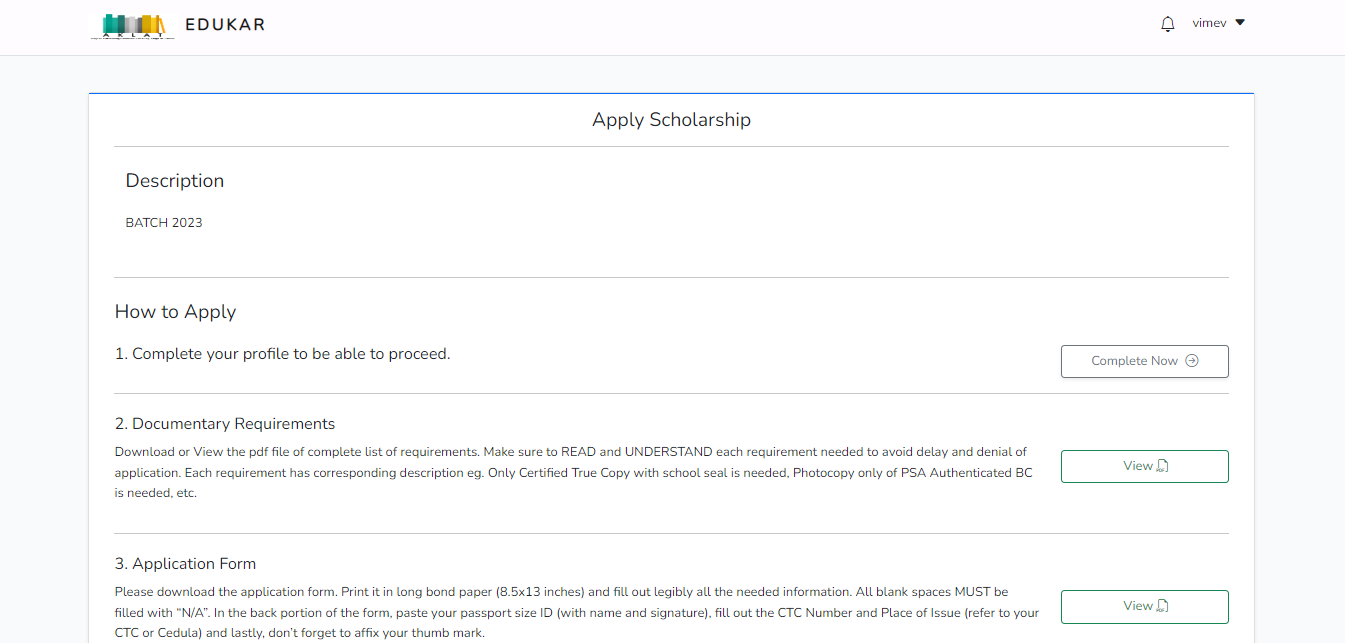 AKLAT
EDUKAR
vimev
Apply Scholarship
Description
BATCH 2023
How to Apply
1. Complete your profile to be able to proceed.
Complete Now
2. Documentary Requirements
Download or View the pdf file of complete list of requirements. Make sure to READ and UNDERSTAND each requirement needed to avoid delay and denial of
application. Each requirement has corresponding description eg. Only Certified True Copy with school seal is needed, Photocopy only of PSA Authenticated BC
is needed, etc.
View
3. Application Form
Please download the application form. Print it in long bond paper (8.5x13 inches) and fill out legibly all the needed information. All blank spaces MUST be
filled with “N/A”. In the back portion of the form, paste your passport size ID (with name and signature), fill out the CTC Number and Place of Issue (refer to your
CTC or Cedula) and lastly, don’t forget to affix your thumb mark.
View